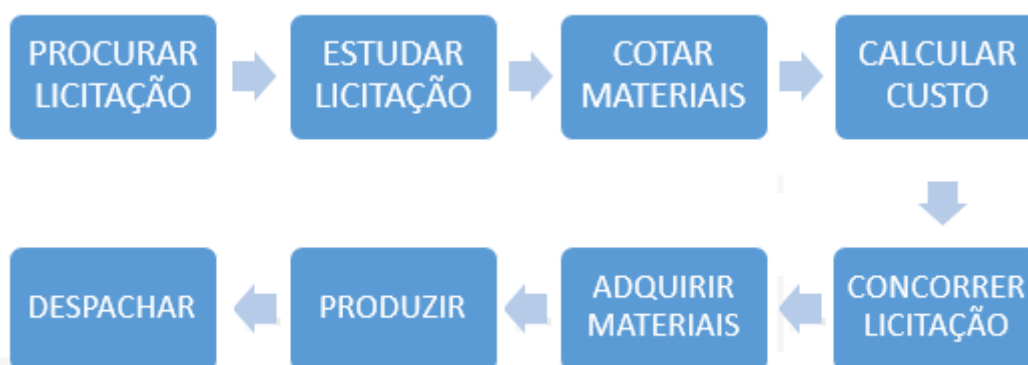 PROCURAR
LICITAÇÃO
ESTUDAR
LICITAÇÃO
COTAR
MATERIAIS
CALCULAR
CUSTO
CONCORRER
LICITAÇÃO
ADQUIRIR
MATERIAIS
PRODUZIR
DESPACHAR